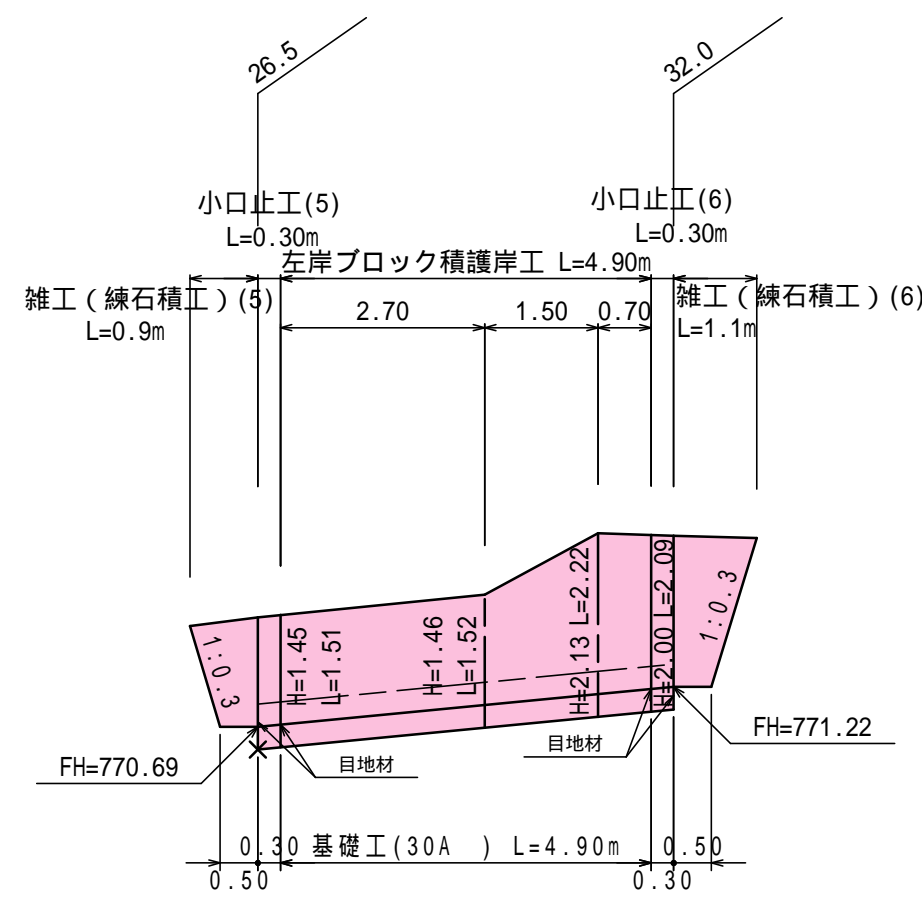 26.5
32.0
小口止工(5)
L=0.30m
小口止工(6)
L=0.30m
左岸ブロック積護岸工 L=4.90m
雑工(練石積工)(5)
L=0.9m
雑工(練石積工)(6)
L=1.1m
2.70
1.50
0.70
1:0.3
H=1.45
L=1.51
H=1.46
L=1.52
H=2.13 L=2.22
H=2.00 L=2.09
1:0.3
FH=770.69
目地材
目地材
FH=771.22
0.30 基礎工(30A ) L=4.90m 0.50
0.50
0.30